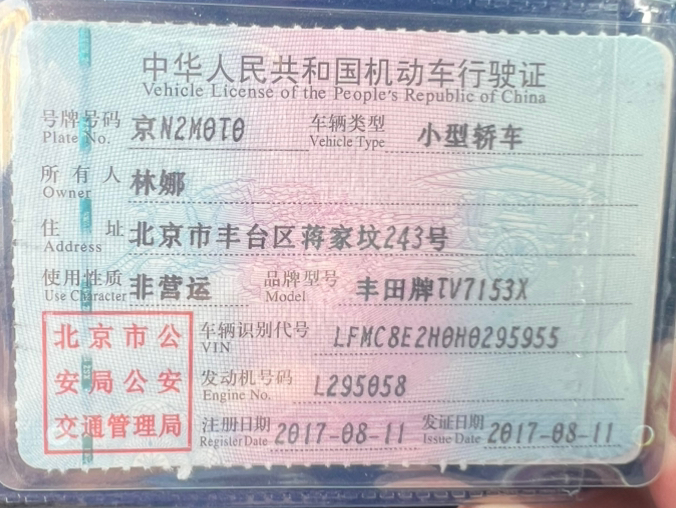 中华人民共和国机动车行驶证
Vehicle License of the People's Republic of China
号牌号码 京N2M0T0 车辆类型 小型轿车
Plate No. Vehicle Type
所有人 林娜
Owner
住址 北京市丰台区蒋家坟243号
Address
使用性质 非营运 品牌型号 丰田牌TV7153X
Use Character Model
北京市公 车辆识别代号 LFMC8E2H0H0295955
VIN
安局公安 发动机号码 L295058
Engine No.
交通管理局 注册日期 2017-08-11 发证日期 2017-08-11
Register Date Issue Date